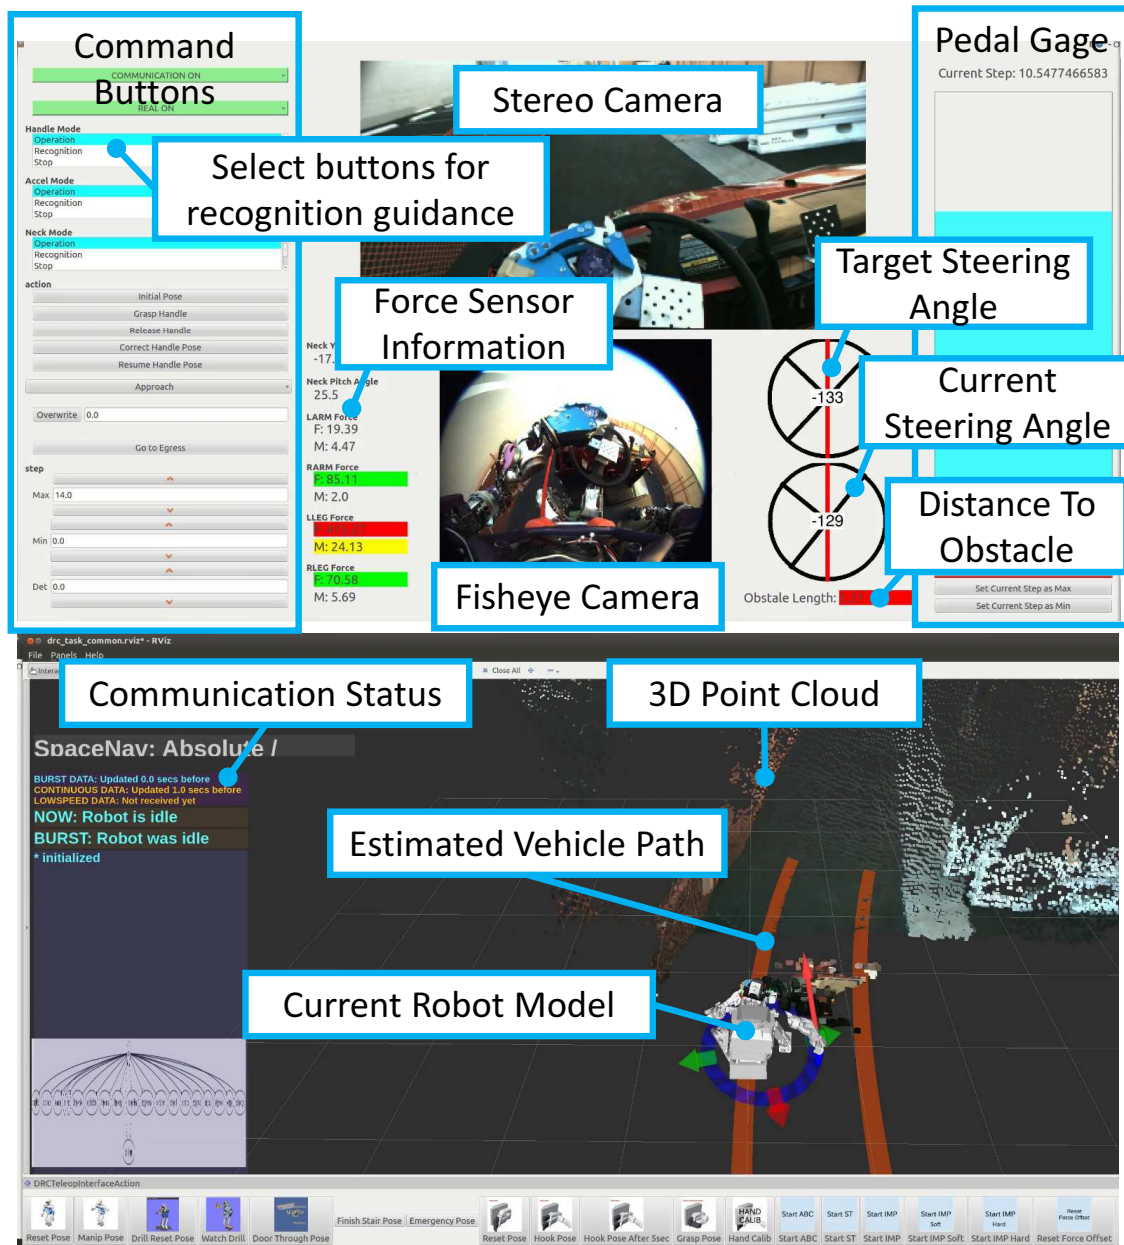 Command
Buttons
COMMUNICATION ON
REAL ON
Handle Mode
Operation
Recognition
Stop
Select buttons for
recognition guidance
Accel Mode
Operation
Recognition
Stop
Neck Mode
Operation
Recognition
Stop
action
Initial Pose
Grasp Handle
Release Handle
Correct Handle Pose
Resume Handle Pose
Approach
Overwrite 0.0
Go to Egress
step
Max 14.0
Min 0.0
Det 0.0
Stereo Camera
Force Sensor
Information
Neck Y
-17.
Neck Pitch Angle
25.5
LARM Force
F: 19.39
M: 4.47
RARM Force
F: 85.11
M: 2.0
LLEG Force
M: 24.13
RLEG Force
F: 70.58
M: 5.69
Fisheye Camera
Pedal Gage
Current Step: 10.5477466583
Target Steering
Angle
-133
Current
Steering Angle
-129
Distance To
Obstacle
Obstale Length:
Set Current Step as Max
Set Current Step as Min
drc_task_common.rviz* - RViz
File Panels Help
Interac
Close All
Communication Status
3D Point Cloud
SpaceNav: Absolute /
BURST DATA: Updated 0.0 secs before
CONTINUOUS DATA: Updated 1.0 secs before
LOWSPEED DATA: Not received yet
NOW: Robot is idle
BURST: Robot was idle
* initialized
Estimated Vehicle Path
Current Robot Model
DRCTeleopInterfaceAction
Reset Pose Manip Pose Drill Reset Pose Watch Drill Door Through Pose Finish Stair Pose Emergency Pose Reset Pose Hook Pose Hook Pose After 5sec Grasp Pose
HAND
CALIB
Hand Calib
Start ABC
Start ABC
Start ST
Start ST
Start IMP
Start IMP
Start IMP
Soft
Start IMP Soft
Start IMP
Hard
Start IMP Hard
Reset
Force Offset
Reset Force Offset